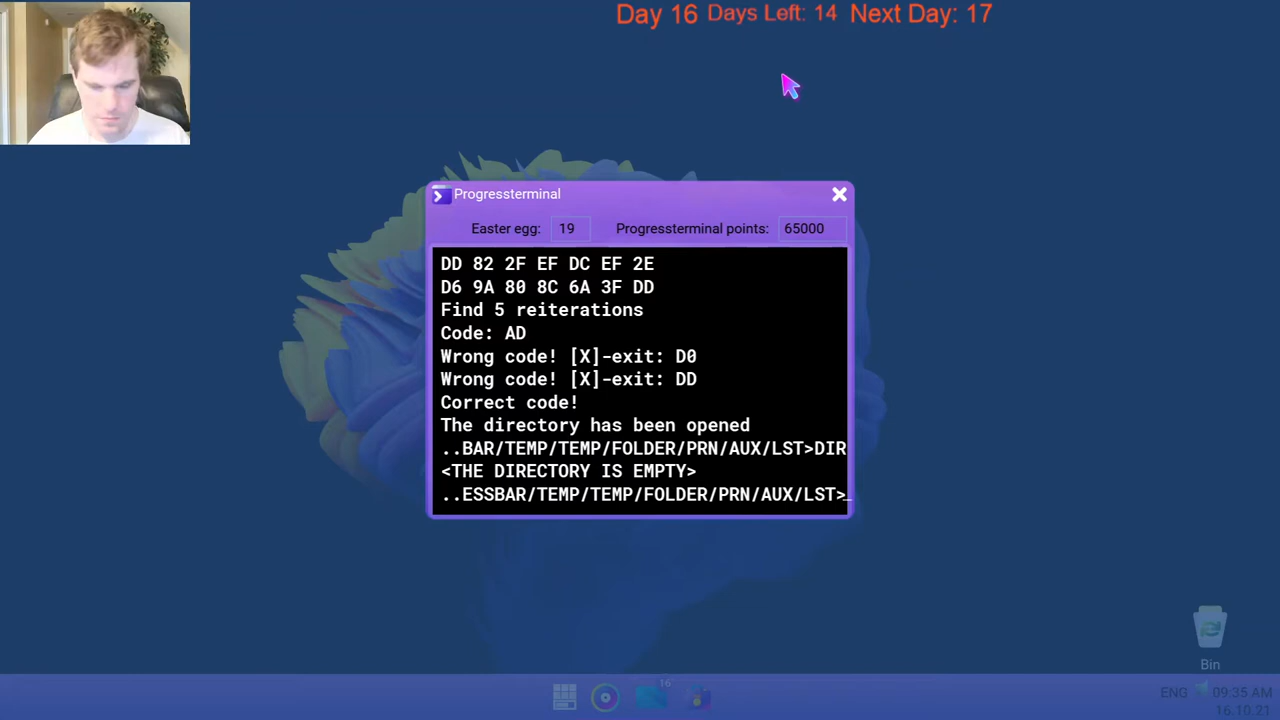 Day 16 Days Left: 14 Next Day: 17
Progressterminal
Easter egg: 19 Progressterminal points: 65000
DD 82 2F EF DC EF 2E
D6 9A 80 8C 6A 3F DD
Find 5 reiterations
Code: AD
Wrong code! [X]-exit: D0
Wrong code! [X]-exit: DD
Correct code!
The directory has been opened
..BAR/TEMP/TEMP/FOLDER/PRN/AUX/LST>DIR
<THE DIRECTORY IS EMPTY>
..ESSBAR/TEMP/TEMP/FOLDER/PRN/AUX/LST>_
Bin
16
ENG 09:35 AM
16.10.21